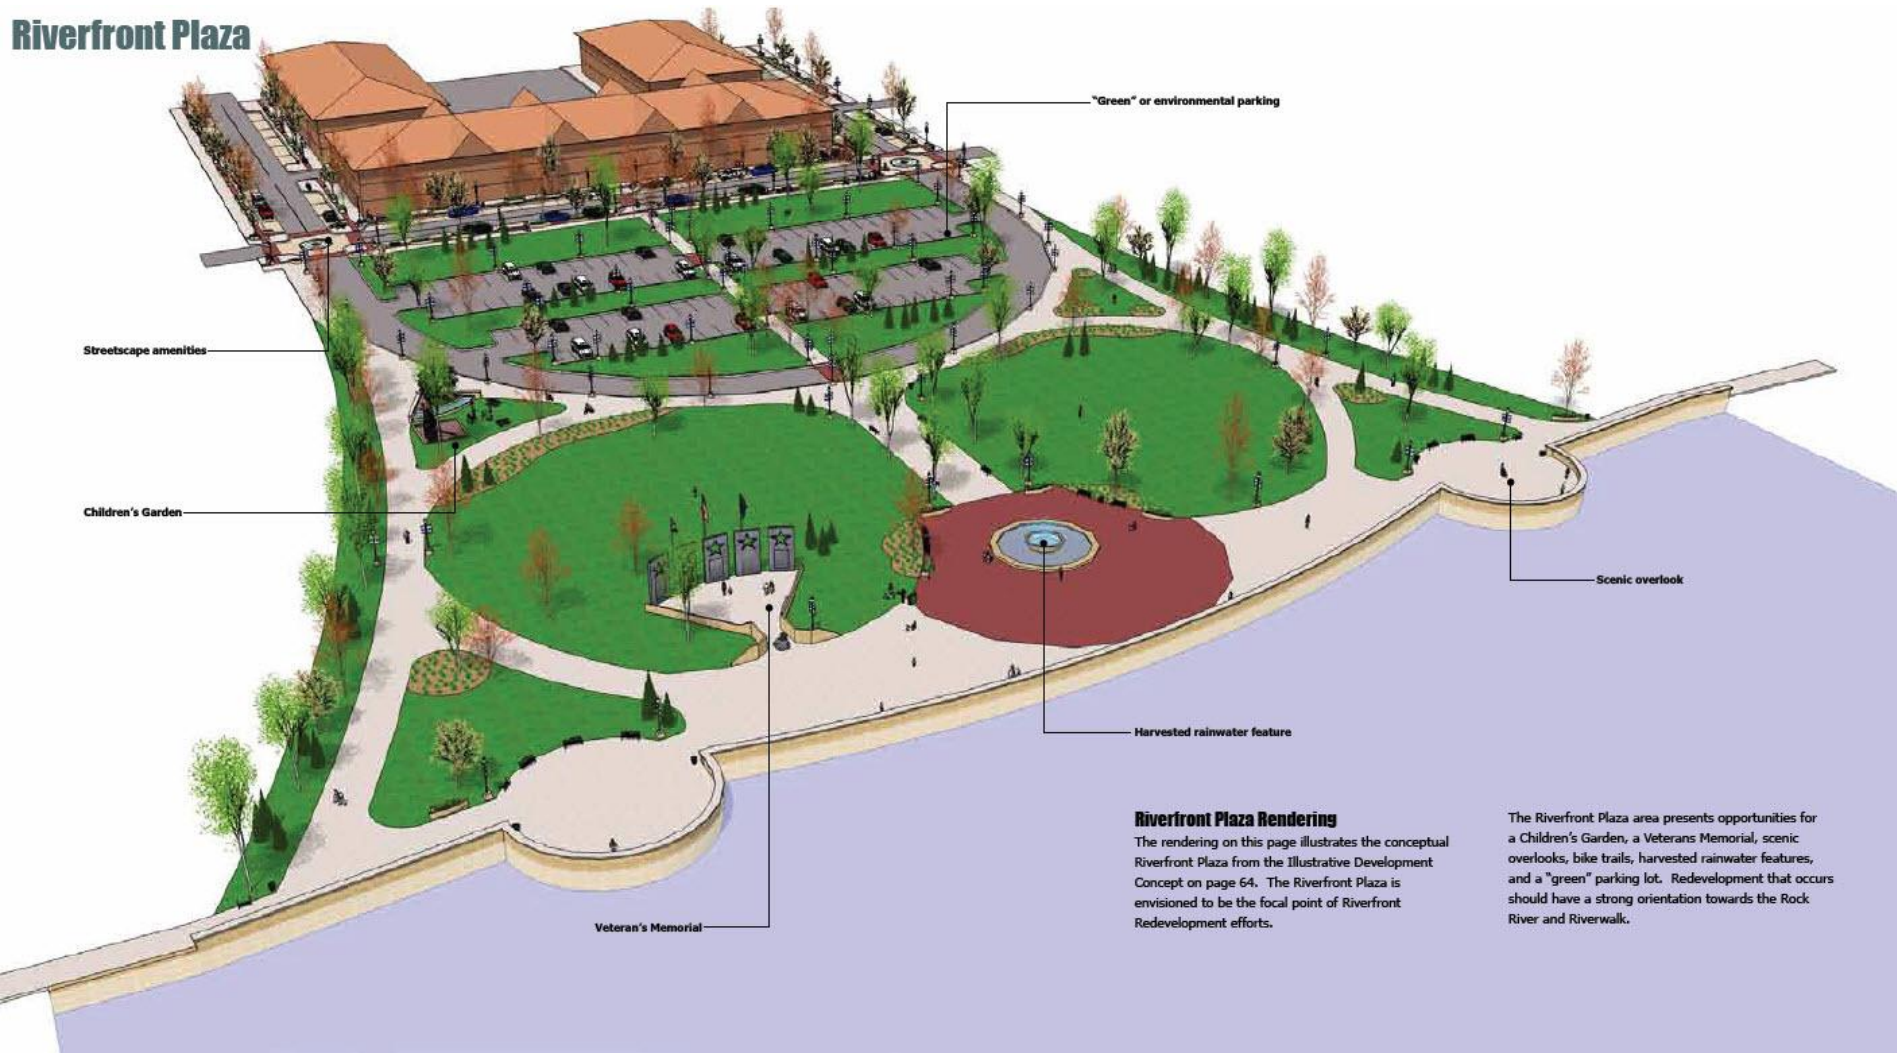 Riverfront Plaza
"Green" or environmental parking
Streetscape amenities
Children's Garden
Scenic overlook
Harvested rainwater feature
Veteran's Memorial
Riverfront Plaza Rendering
The rendering on this page illustrates the conceptual
Riverfront Plaza from the Illustrative Development
Concept on page 64.  The Riverfront Plaza is
envisioned to be the focal point of Riverfront
Redevelopment efforts.
The Riverfront Plaza area presents opportunities for
a Children's Garden, a Veterans Memorial, scenic
overlooks, bike trails, harvested rainwater features,
and a "green" parking lot.  Redevelopment that occurs
should have a strong orientation towards the Rock
River and Riverwalk.